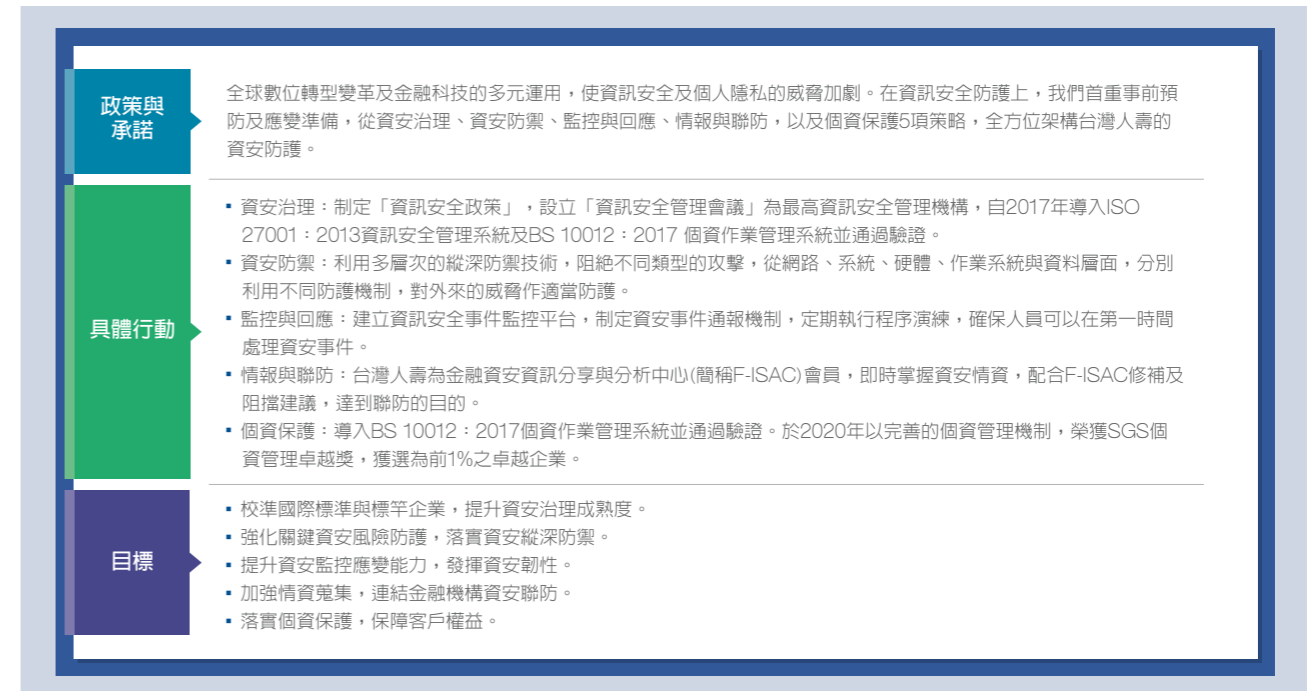 政策與
承諾
全球數位轉型變革及金融科技的多元運用，使資訊安全及個人隱私的威脅加劇。在資訊安全防護上，我們首重事前預
防及應變準備，從資安治理、資安防禦、監控與回應、情報與聯防，以及個資保護5項策略，全方位架構台灣人壽的
資安防護。
具體行動
▪ 資安治理：制定「資訊安全政策」，設立「資訊安全管理會議」為最高資訊安全管理機構，自2017年導入ISO
27001：2013資訊安全管理系統及BS 10012：2017 個資作業管理系統並通過驗證。
▪ 資安防禦：利用多層次的縱深防禦技術，阻絕不同類型的攻擊，從網路、系統、硬體、作業系統與資料層面，分別
利用不同防護機制，對外來的威脅作適當防護。
▪ 監控與回應：建立資訊安全事件監控平台，制定資安事件通報機制，定期執行程序演練，確保人員可以在第一時間
處理資安事件。
▪ 情報與聯防：台灣人壽為金融資安資訊分享與分析中心(簡稱F-ISAC)會員，即時掌握資安情資，配合F-ISAC修補及
阻擋建議，達到聯防的目的。
▪ 個資保護：導入BS 10012：2017個資作業管理系統並通過驗證。於2020年以完善的個資管理機制，榮獲SGS個
資管理卓越獎，獲選為前1%之卓越企業。
目標
▪ 校準國際標準與標竿企業，提升資安治理成熟度。
▪ 強化關鍵資安風險防護，落實資安縱深防禦。
▪ 提升資安監控應變能力，發揮資安韌性。
▪ 加強情資蒐集，連結金融機構資安聯防。
▪ 落實個資保護，保障客戶權益。